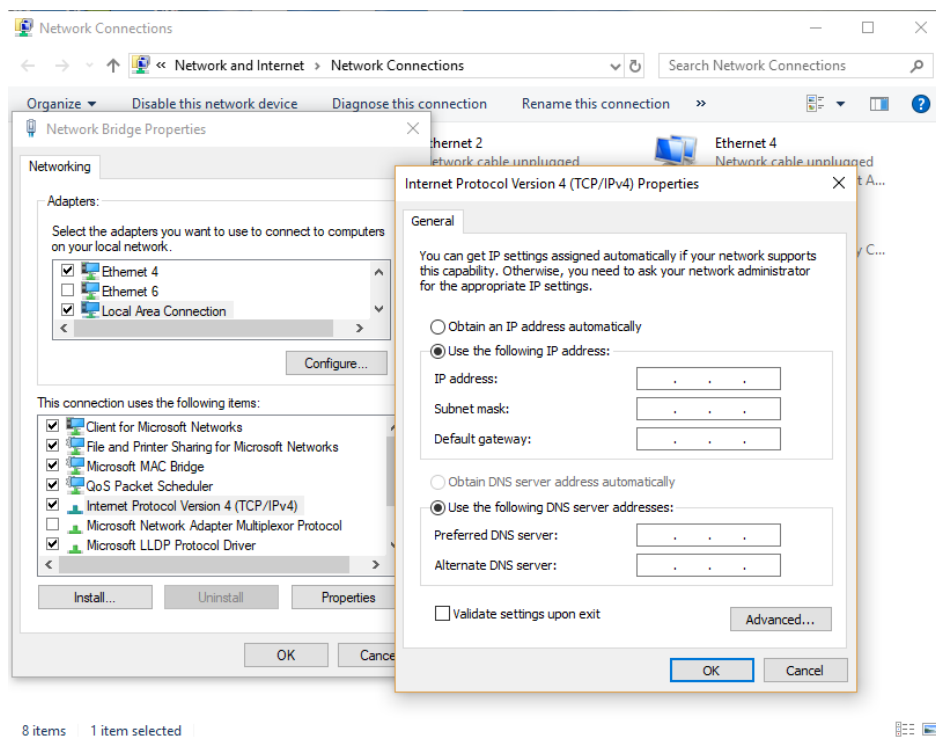 Network Connections
« Network and Internet › Network Connections
Search Network Connections
Organize
Disable this network device
Diagnose this connection
Rename this connection
»
?
Ethernet 4
Network cable unplugged
Network Bridge Properties
Networking
Adapters:
Select the adapters you want to use to connect to computers
on your local network.
Ethernet 4
Ethernet 6
Local Area Connection
Configure...
This connection uses the following items:
Client for Microsoft Networks
File and Printer Sharing for Microsoft Networks
Microsoft MAC Bridge
QoS Packet Scheduler
Internet Protocol Version 4 (TCP/IPv4)
Microsoft Network Adapter Multiplexor Protocol
Microsoft LLDP Protocol Driver
Install...
Uninstall
Properties
OK
Internet Protocol Version 4 (TCP/IPv4) Properties
General
You can get IP settings assigned automatically if your network supports
this capability. Otherwise, you need to ask your network administrator
for the appropriate IP settings.
Obtain an IP address automatically
Use the following IP address:
IP address:
. . .
Subnet mask:
. . .
Default gateway:
. . .
Obtain DNS server address automatically
Use the following DNS server addresses:
Preferred DNS server:
. . .
Alternate DNS server:
. . .
Validate settings upon exit
Advanced...
OK
Cancel
8 items
1 item selected